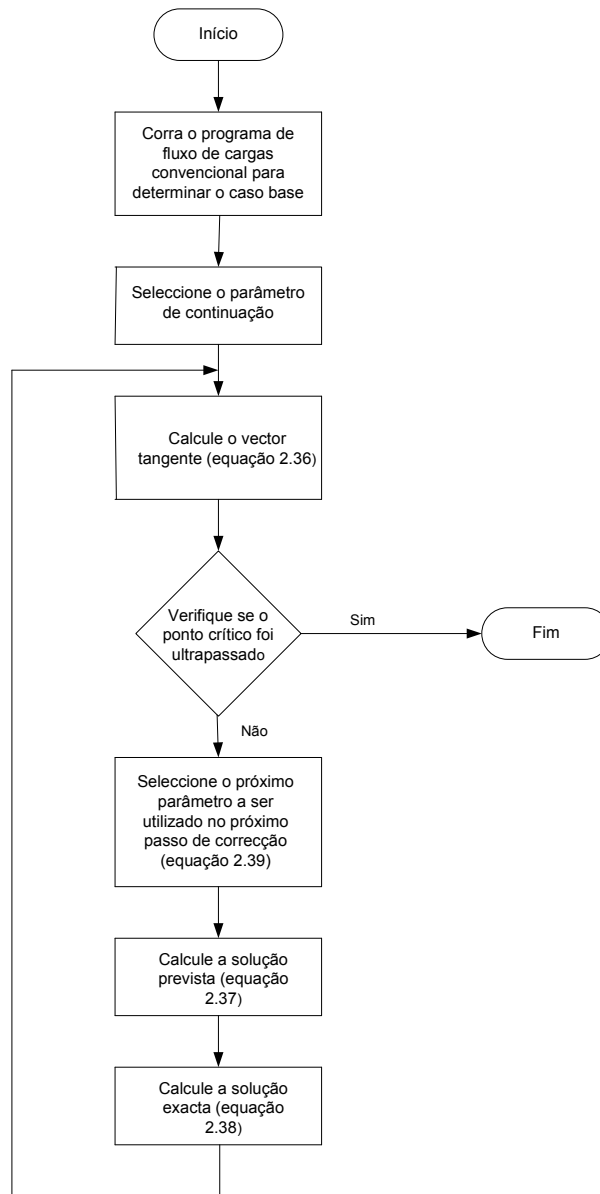 Início
Corra o programa de
fluxo de cargas
convencional para
determinar o caso base
Seleccione o parâmetro
de continuação
Calcule o vector
tangente (equação 2.36)
Verifique se o
ponto crítico foi
ultrapassado
Sim
Fim
Não
Seleccione o próximo
parâmetro a ser
utilizado no próximo
passo de correcção
(equação 2.39)
Calcule a solução
prevista (equação
2.37)
Calcule a solução
exacta (equação
2.38)